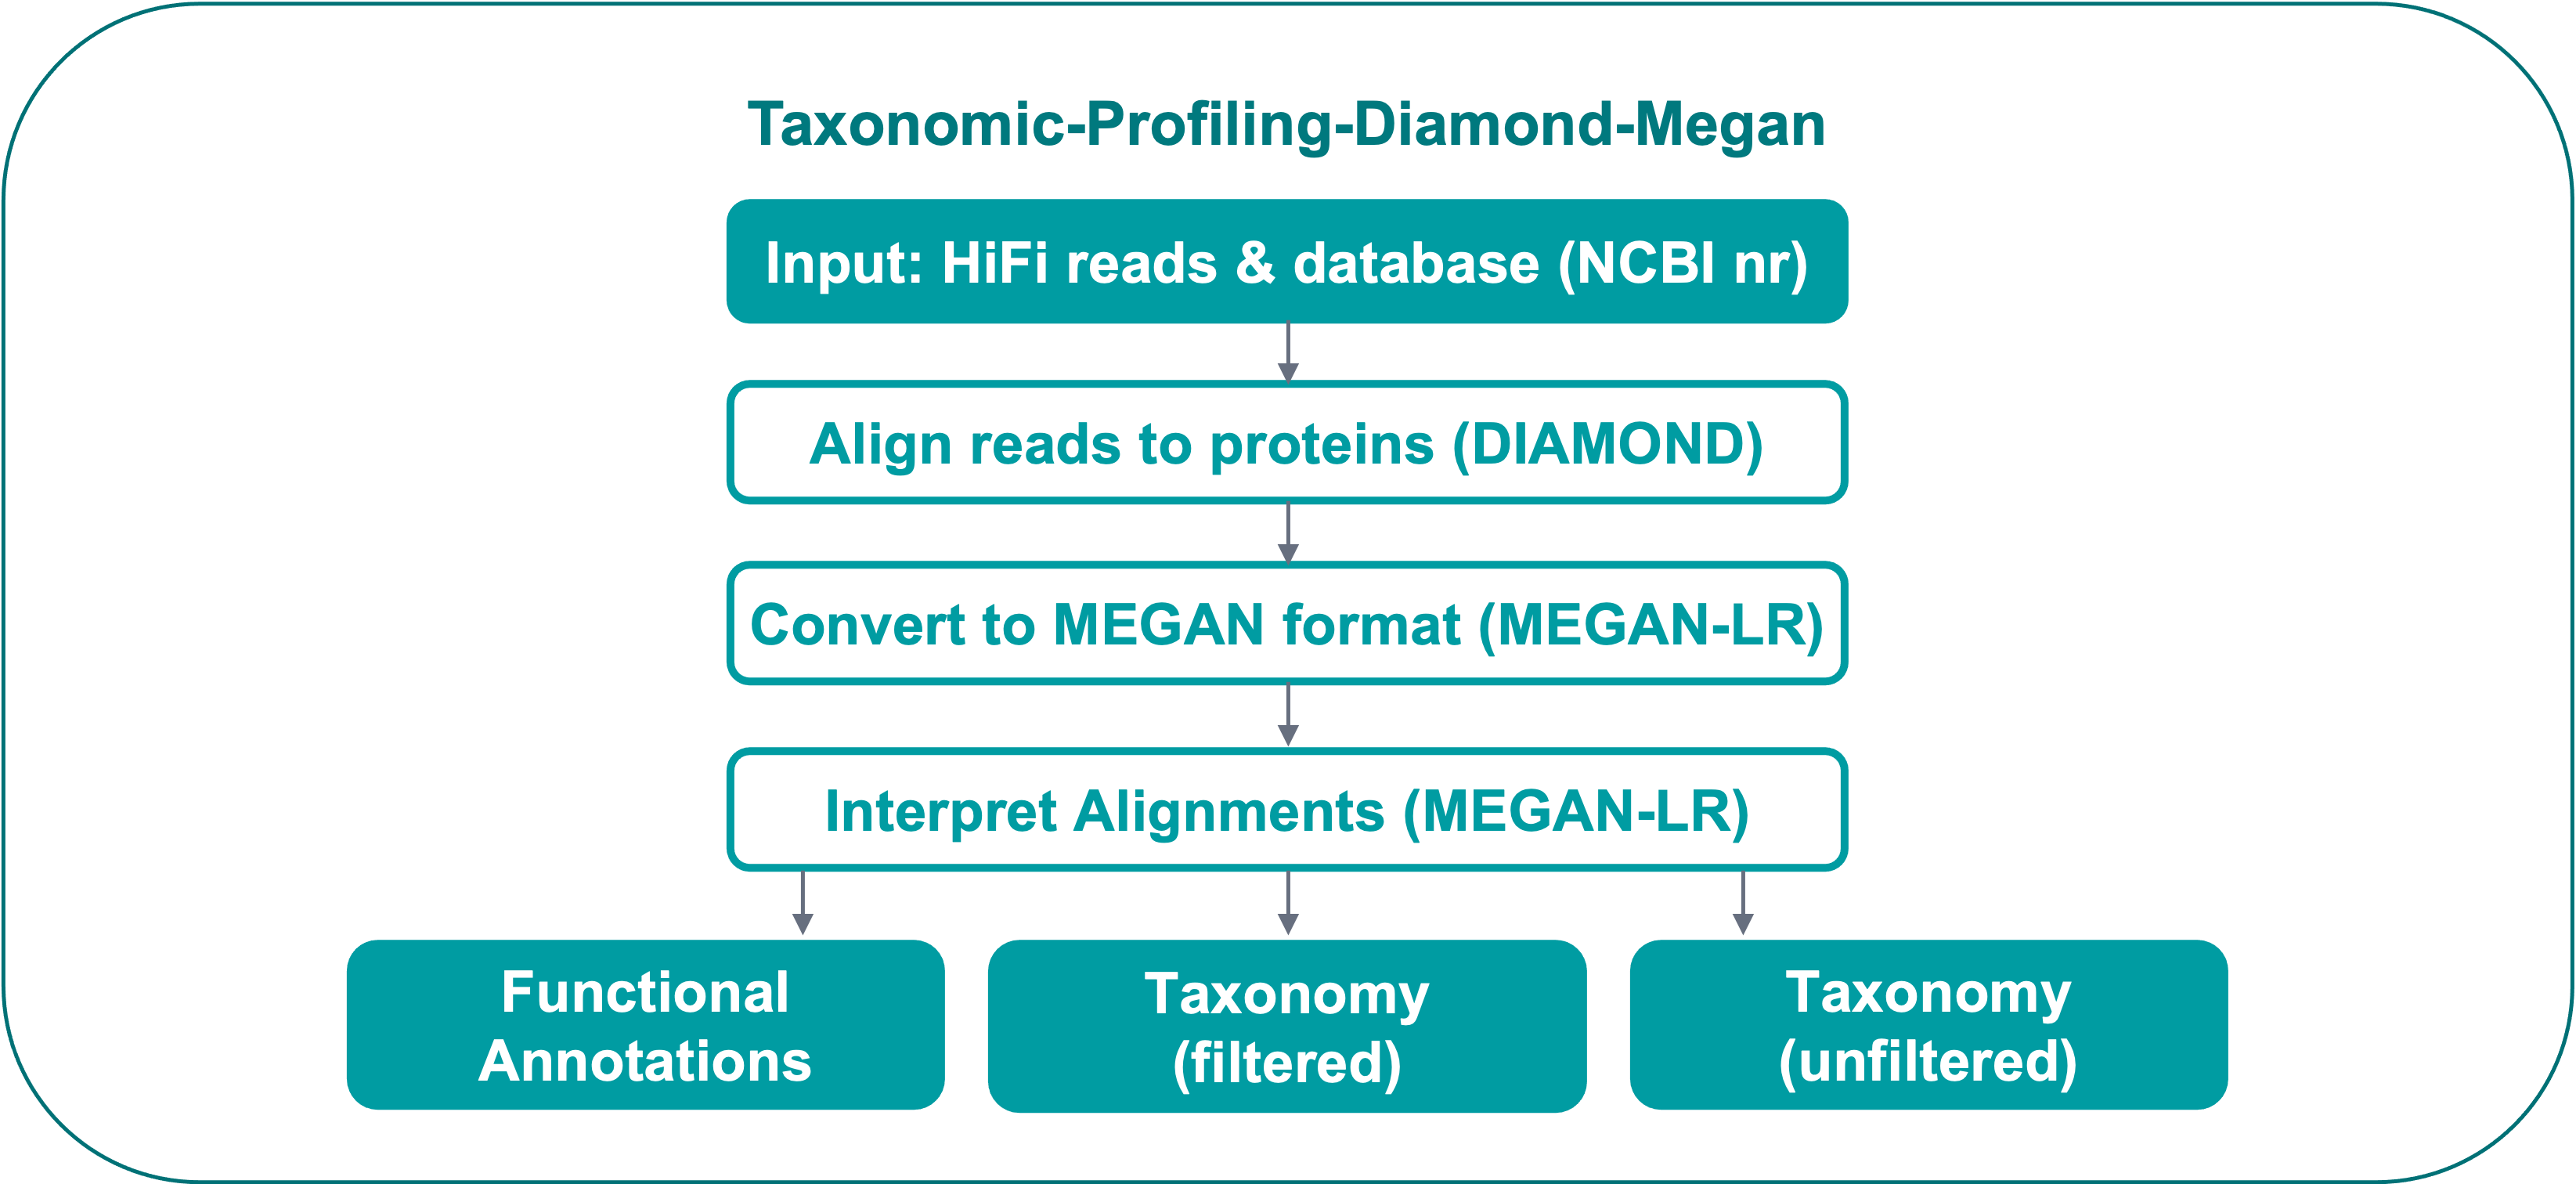 Taxonomic-Profiling-Diamond-Megan
Input: HiFi reads & database (NCBI nr)
Align reads to proteins (DIAMOND)
Convert to MEGAN format (MEGAN-LR)
Interpret Alignments (MEGAN-LR)
Functional
Annotations
Taxonomy
(filtered)
Taxonomy
(unfiltered)